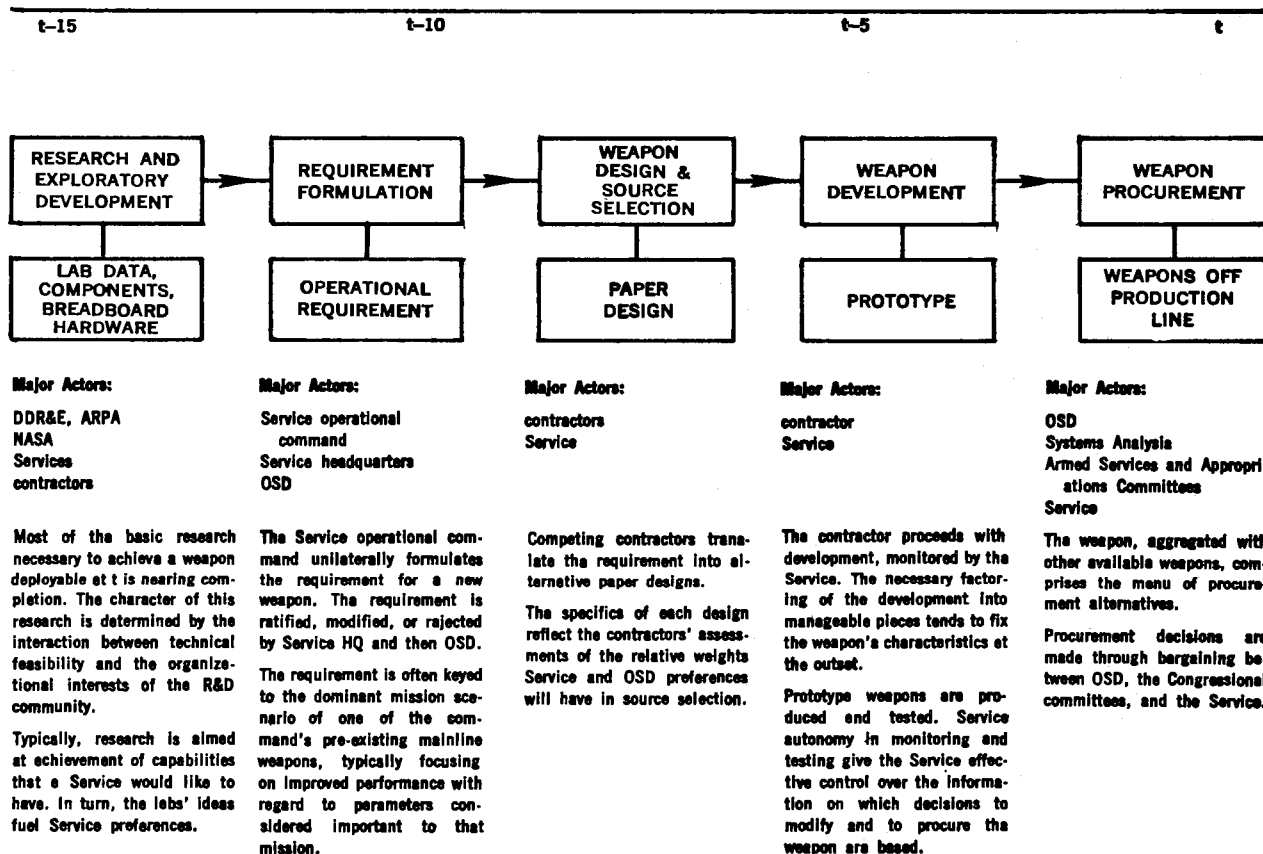 t–15 t–10 t–5 t
RESEARCH AND
EXPLORATORY
DEVELOPMENT
REQUIREMENT
FORMULATION
WEAPON
DESIGN &
SOURCE
SELECTION
WEAPON
DEVELOPMENT
WEAPON
PROCUREMENT
LAB DATA,
COMPONENTS,
BREADBOARD
HARDWARE
OPERATIONAL
REQUIREMENT
PAPER
DESIGN
PROTOTYPE
WEAPONS OFF
PRODUCTION
LINE
Major Actors:
DDR&E, ARPA
NASA
Services
contractors
Most of the basic research
necessary to achieve a weapon
deployable at t is nearing com-
pletion. The character of this
research is determined by the
interaction between technical
feasibility and the organiza-
tional interests of the R&D
community.
Typically, research is aimed
at achievement of capabilities
that a Service would like to
have. In turn, the labs' ideas
fuel Service preferences.
Major Actors:
Service operational
command
Service headquarters
OSD
The Service operational com-
mand unilaterally formulates
the requirement for a new
weapon. The requirement is
ratified, modified, or rejected
by Service HQ and then OSD.
The requirement is often keyed
to the dominant mission sce-
nario of one of the com-
mand's pre-existing mainline
weapons, typically focusing
on improved performance with
regard to parameters con-
sidered important to that
mission.
Major Actors:
contractors
Service
Competing contractors trans-
late the requirement into al-
ternative paper designs.
The specifics of each design
reflect the contractors' assess-
ments of the relative weights
Service and OSD preferences
will have in source selection.
Major Actors:
contractor
Service
The contractor proceeds with
development, monitored by the
Service. The necessary factor-
ing of the development into
manageable pieces tends to fix
the weapon's characteristics at
the outset.
Prototype weapons are pro-
duced and tested. Service
autonomy in monitoring and
testing give the Service effec-
tive control over the informa-
tion on which decisions to
modify and to procure the
weapon are based.
Major Actors:
OSD
Systems Analysis
Armed Services and Appropri-
ations Committees
Service
The weapon, aggregated with
other available weapons, com-
prises the menu of procure-
ment alternatives.
Procurement decisions are
made through bargaining be-
tween OSD, the Congressional
committees, and the Service.